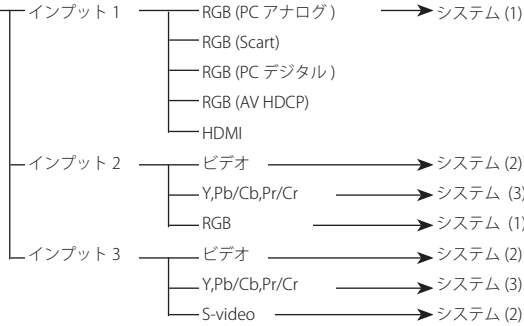 インプット 1 RGB (PC アナログ ) システム (1)
RGB (Scart)
RGB (PC デジタル )
RGB (AV HDCP)
HDMI
インプット 2 ビデオ システム (2)
Y,Pb/Cb,Pr/Cr システム (3)
RGB システム (1)
インプット 3 ビデオ システム (2)
Y,Pb/Cb,Pr/Cr システム (3)
S-video システム (2)